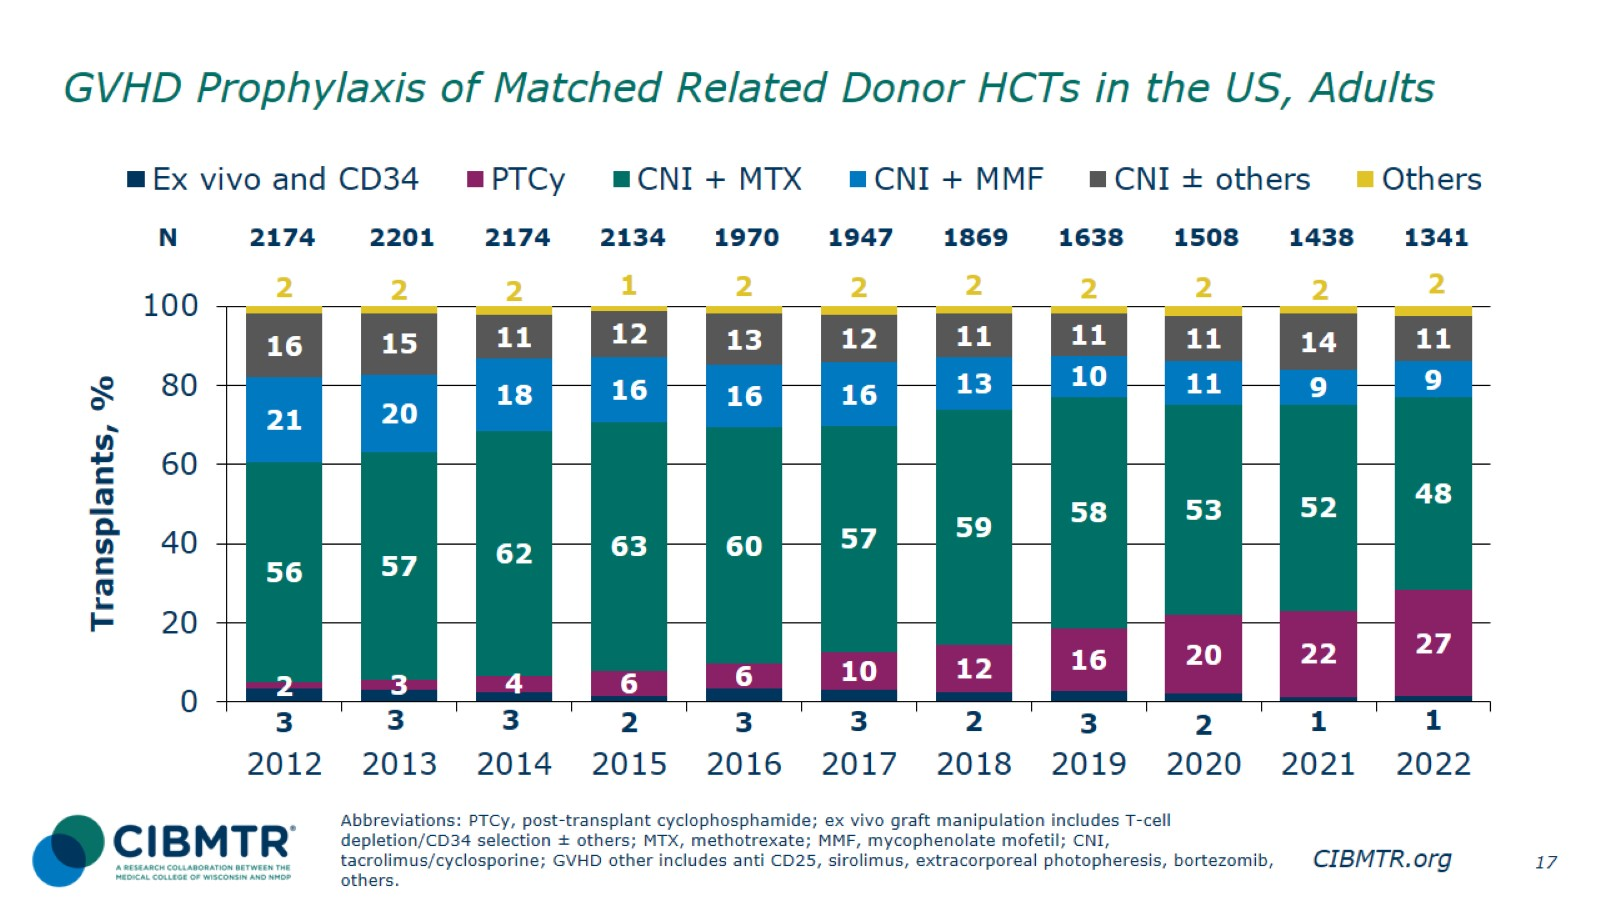 GVHD Prophylaxis of Matched Related Donor HCTs in the US, Adults
Ex vivo and CD34 PTCy CNI + MTX CNI + MMF CNI ± others Others
N 2174 2201 2174 2134 1970 1947 1869 1638 1508 1438 1341
2 2 2 1 2 2 2 2 2 2 2
100
16 15 11 12 13 12 11 11 11 14 11
80
21 20 18 16 16 16 13 10 11 9 9
60
56 57 62 63 60 57 59 58 53 52 48
40
20
2 3 4 6 6 10 12 16 20 22 27
0
3 3 3 2 3 3 2 3 2 1 1
2012 2013 2014 2015 2016 2017 2018 2019 2020 2021 2022
Transplants, %
CIBMTR®
A RESEARCH COLLABORATION BETWEEN THE
MEDICAL COLLEGE OF WISCONSIN AND NMDP
Abbreviations: PTCy, post-transplant cyclophosphamide; ex vivo graft manipulation includes T-cell
depletion/CD34 selection ± others; MTX, methotrexate; MMF, mycophenolate mofetil; CNI,
tacrolimus/cyclosporine; GVHD other includes anti CD25, sirolimus, extracorporeal photopheresis, bortezomib,
others.
CIBMTR.org
17